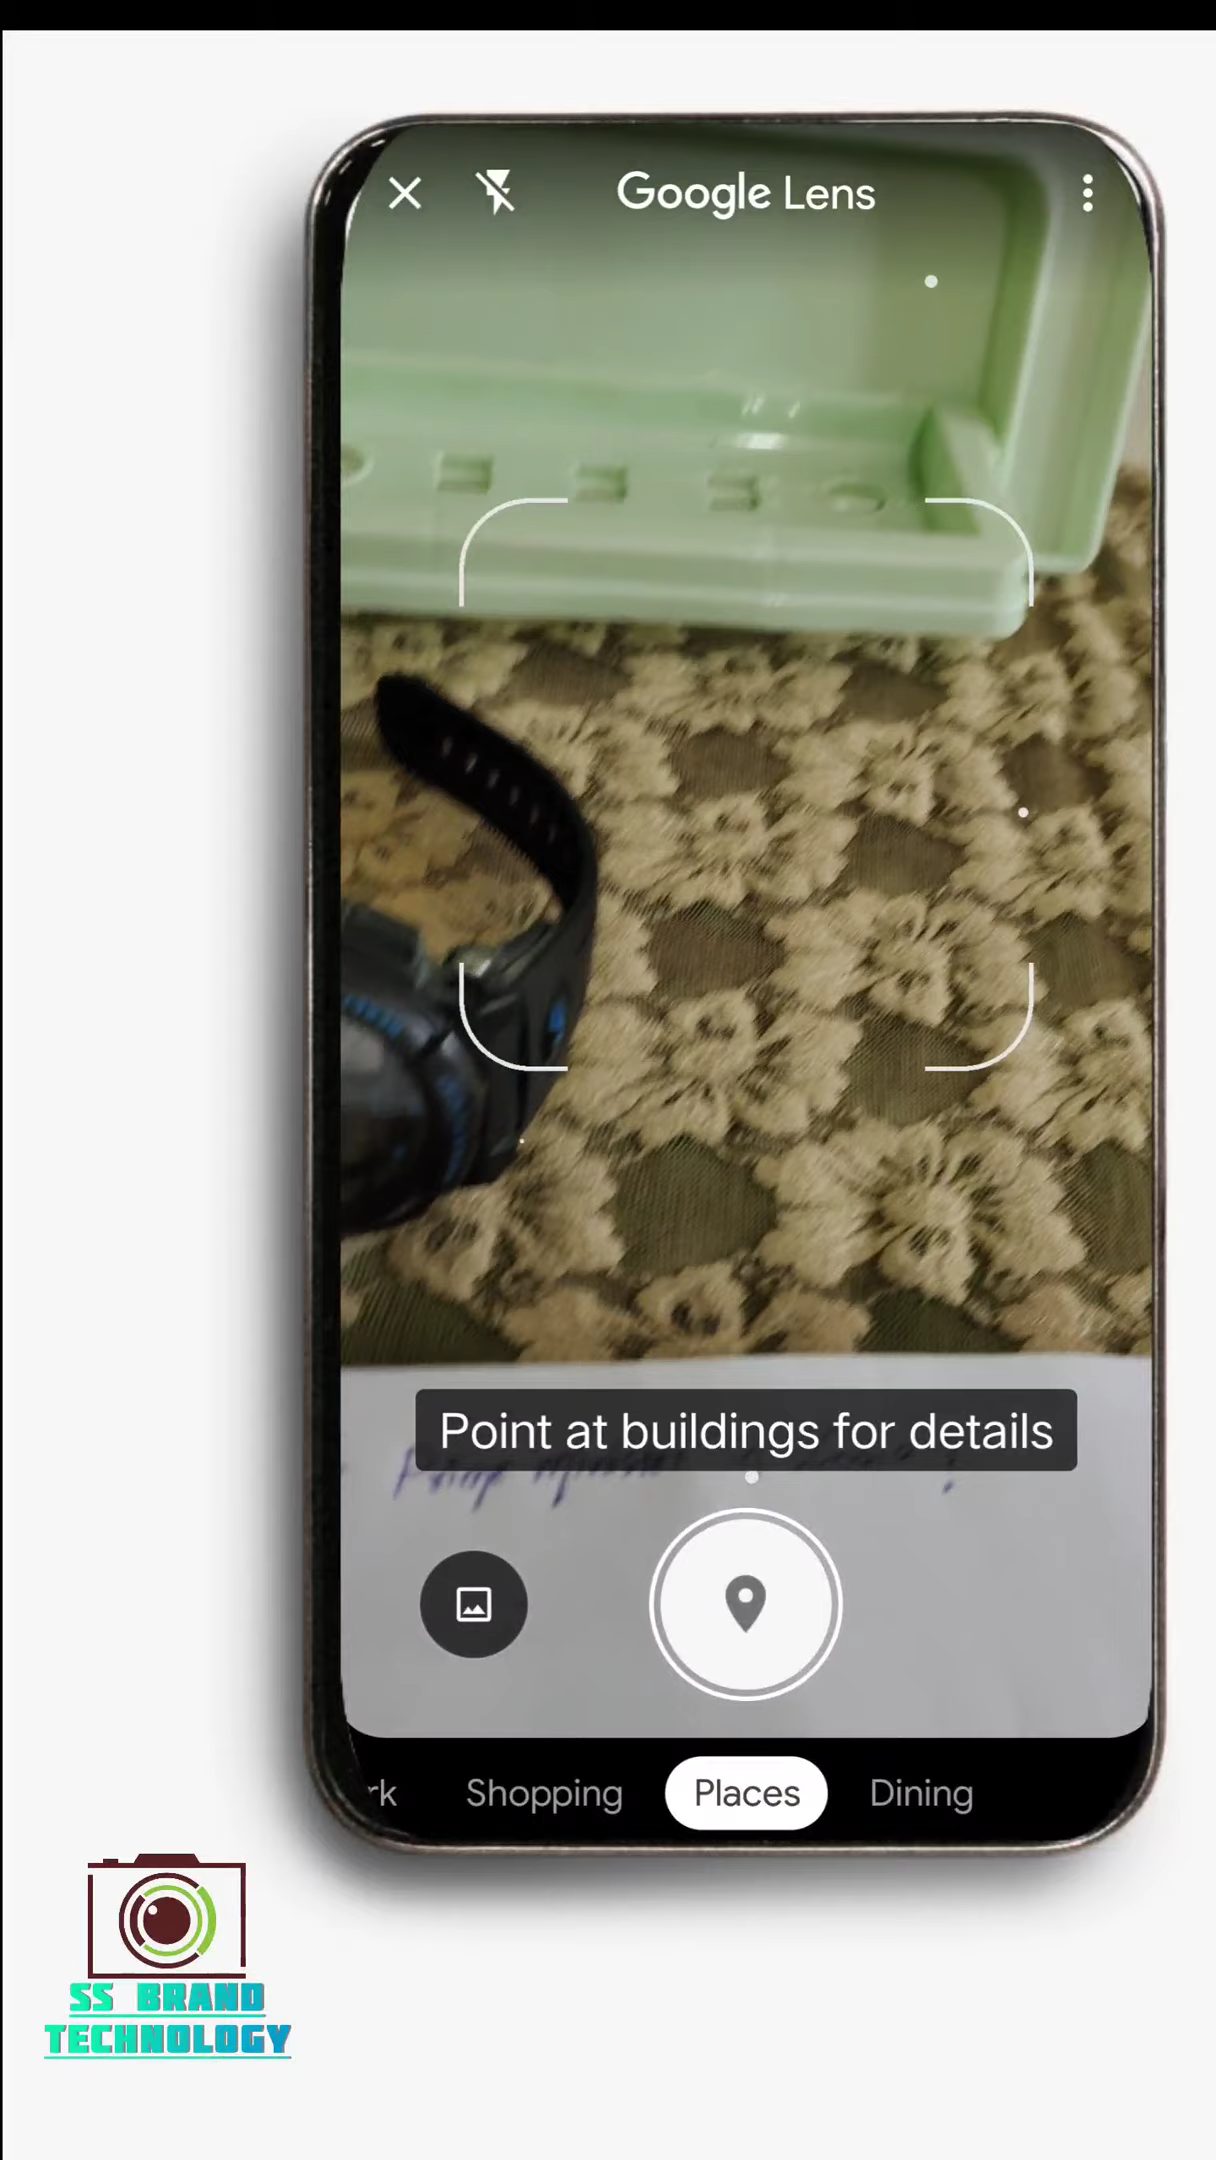 Google Lens
Point at buildings for details
rk
Shopping
Places
Dining
SS BRAND
TECHNOLOGY